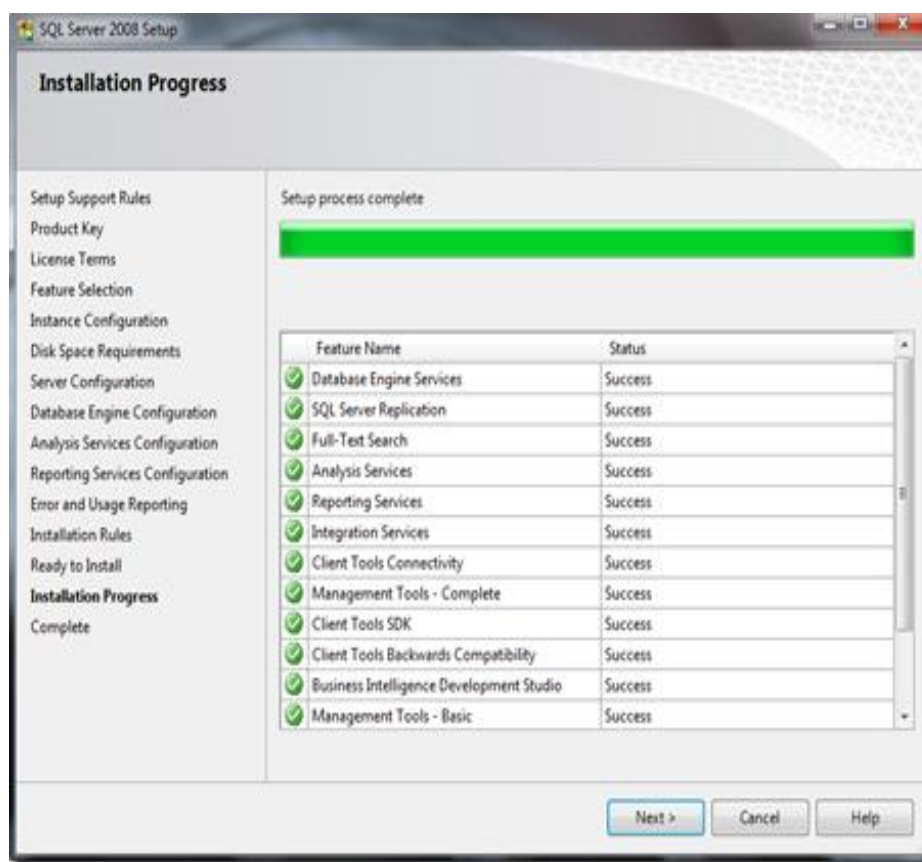 SQL Server 2008 Setup
Installation Progress
Setup Support Rules
Product Key
License Terms
Feature Selection
Instance Configuration
Disk Space Requirements
Server Configuration
Database Engine Configuration
Analysis Services Configuration
Reporting Services Configuration
Error and Usage Reporting
Installation Rules
Ready to Install
Installation Progress
Complete
Setup process complete
Feature Name Status
Database Engine Services Success
SQL Server Replication Success
Full-Text Search Success
Analysis Services Success
Reporting Services Success
Integration Services Success
Client Tools Connectivity Success
Management Tools - Complete Success
Client Tools SDK Success
Client Tools Backwards Compatibility Success
Business Intelligence Development Studio Success
Management Tools - Basic Success
Next > Cancel Help